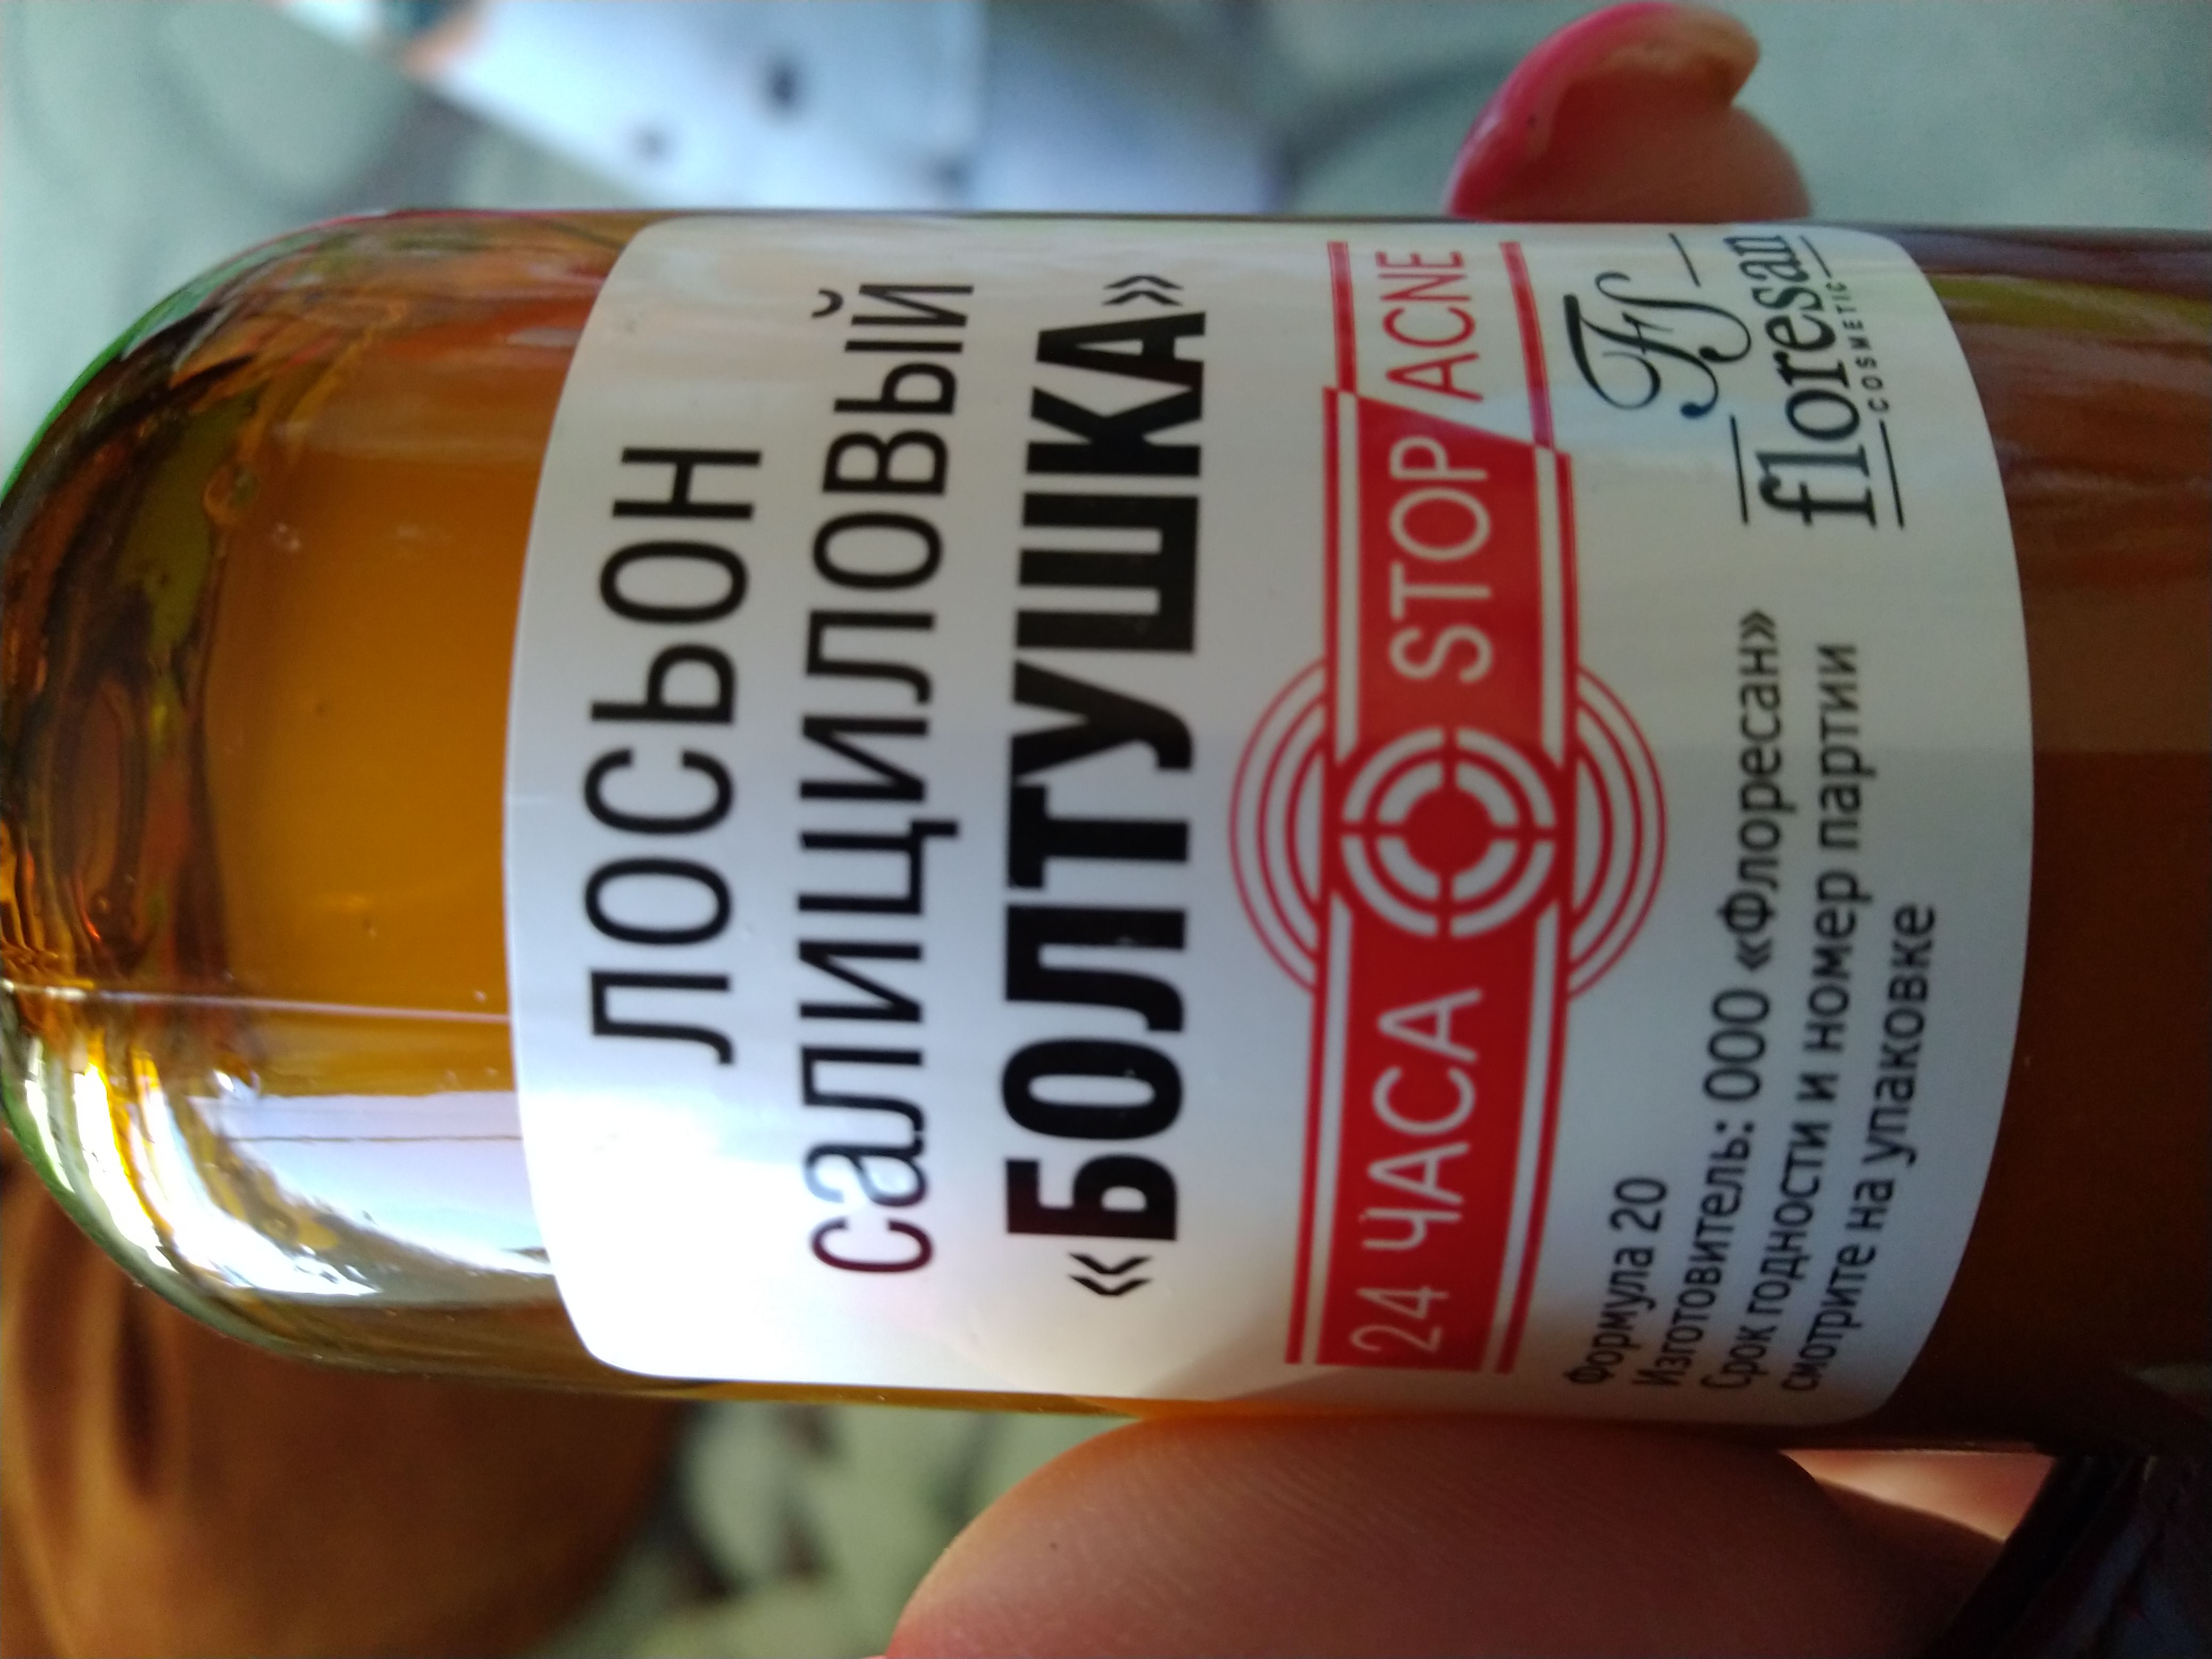 ЛОСЬОН
салициловый
«БОЛТУШКА»
24 ЧАСА STOP ACNE
Формула 20
Изготовитель: ООО «Флоресан»
Срок годности и номер партии
смотрите на упаковке
FS
floresan
COSMETIC